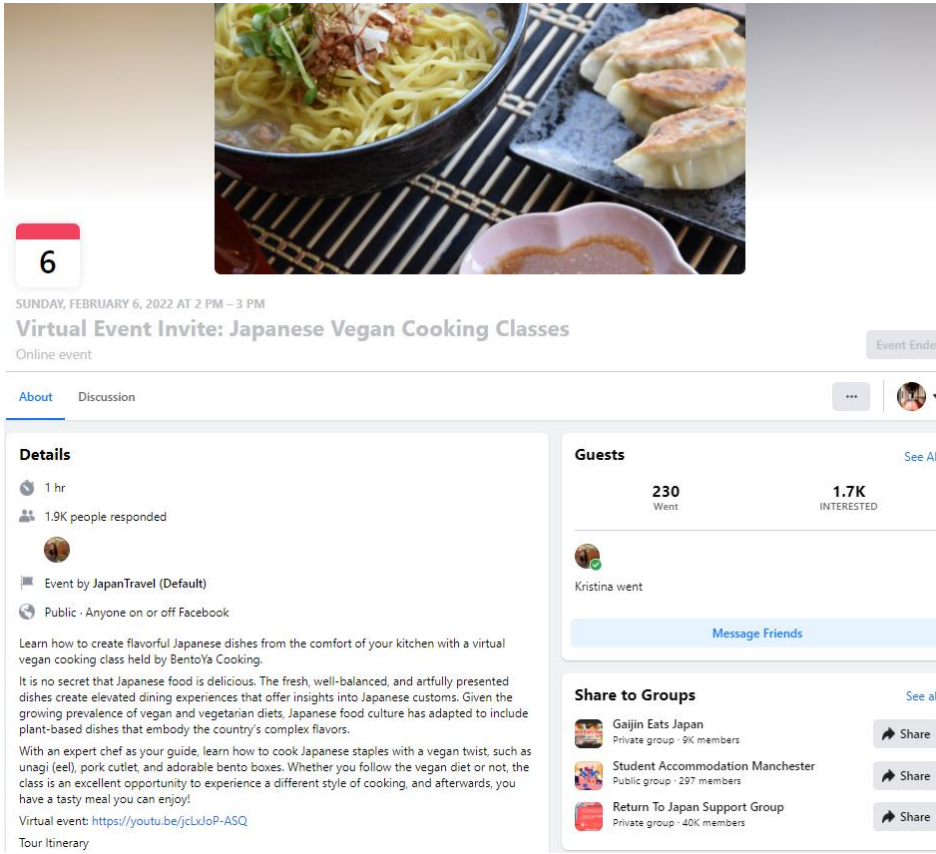 6
SUNDAY, FEBRUARY 6, 2022 AT 2 PM – 3 PM
Virtual Event Invite: Japanese Vegan Cooking Classes
Online event
Event Ende
About
Discussion
Details
1 hr
1.9K people responded
Event by JapanTravel (Default)
Public · Anyone on or off Facebook
Learn how to create flavorful Japanese dishes from the comfort of your kitchen with a virtual
vegan cooking class held by BentoYa Cooking.
It is no secret that Japanese food is delicious. The fresh, well-balanced, and artfully presented
dishes create elevated dining experiences that offer insights into Japanese customs. Given the
growing prevalence of vegan and vegetarian diets, Japanese food culture has adapted to include
plant-based dishes that embody the country's complex flavors.
With an expert chef as your guide, learn how to cook Japanese staples with a vegan twist, such as
unagi (eel), pork cutlet, and adorable bento boxes. Whether you follow the vegan diet or not, the
class is an excellent opportunity to experience a different style of cooking, and afterwards, you
have a tasty meal you can enjoy!
Virtual event: https://youtu.be/jcLxJoP-ASQ
Tour Itinerary
Guests
See Al
230
Went
1.7K
INTERESTED
Kristina went
Message Friends
Share to Groups
See al
Gaijin Eats Japan
Private group · 9K members
Share
Student Accommodation Manchester
Public group · 297 members
Share
Return To Japan Support Group
Private group · 40K members
Share